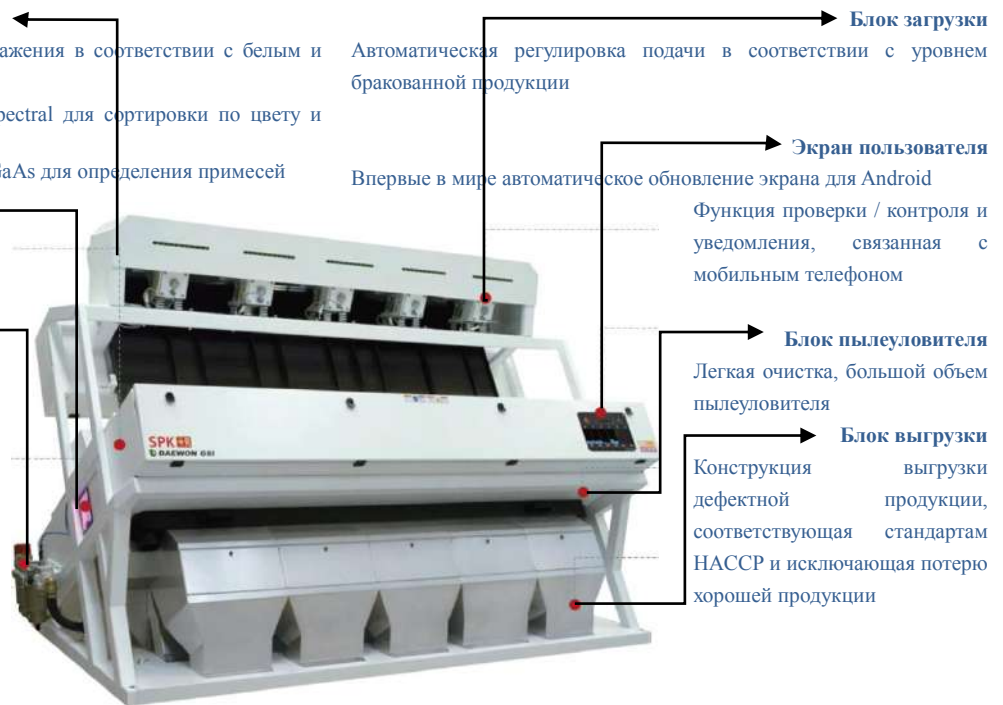 Блок загрузки
Автоматическая регулировка подачи в соответствии с уровнем
бракованной продукции
в соответствии с белым и
для сортировки по цвету и
для определения примесей
Экран пользователя
Впервые в мире автоматическое обновление экрана для Android
Функция проверки / контроля и
уведомления, связанная с
мобильным телефоном
Блок пылеуловителя
Легкая очистка, большой объем
пылеуловителя
Блок выгрузки
Конструкция выгрузки
дефектной продукции,
соответствующая стандартам
HACCP и исключающая потерю
хорошей продукции
SPK
DAEWON GSI